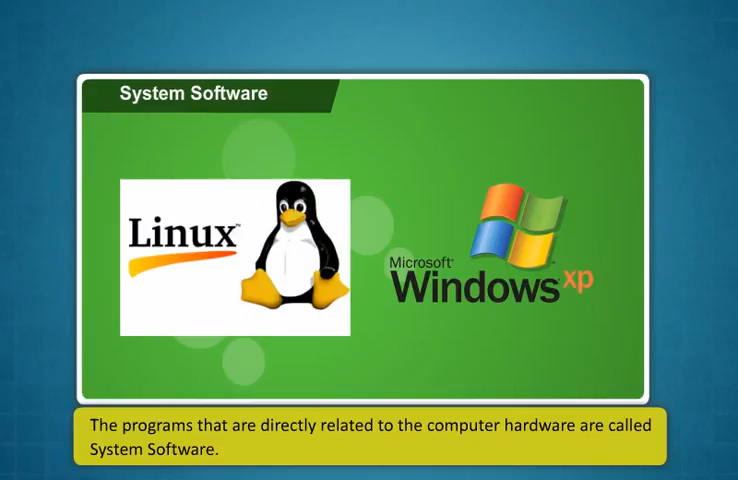 System Software
Linux™
Microsoft®
Windows xp
The programs that are directly related to the computer hardware are called
System Software.